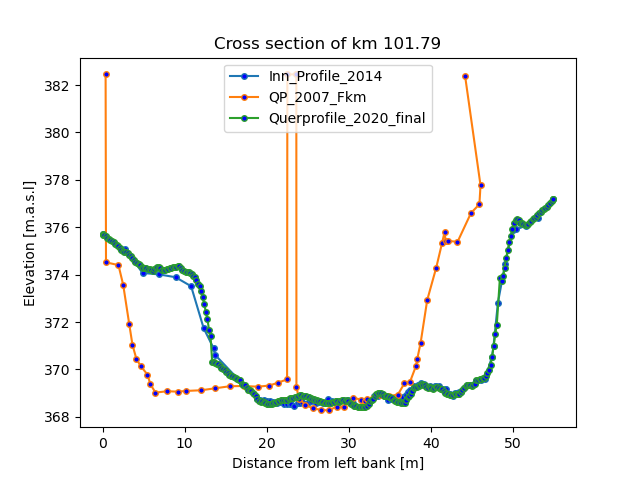 Cross section of km 101.79
Inn_Profile_2014
QP_2007_Fkm
Querprofile_2020_final
Elevation [m.a.s.l]
382
380
378
376
374
372
370
368
0 10 20 30 40 50
Distance from left bank [m]